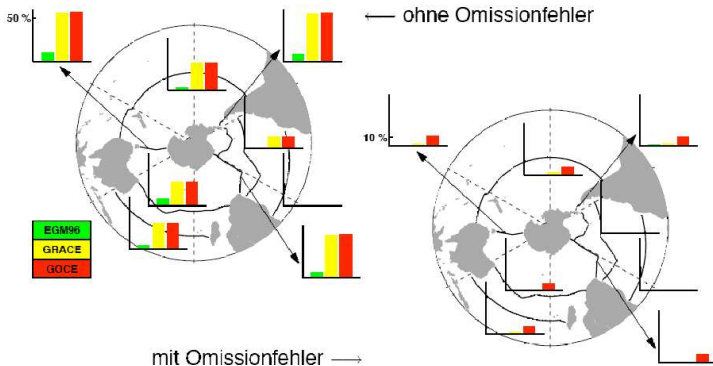 50 %
← ohne Omissionfehler
10 %
EGM96
GRACE
GOCE
mit Omissionfehler →